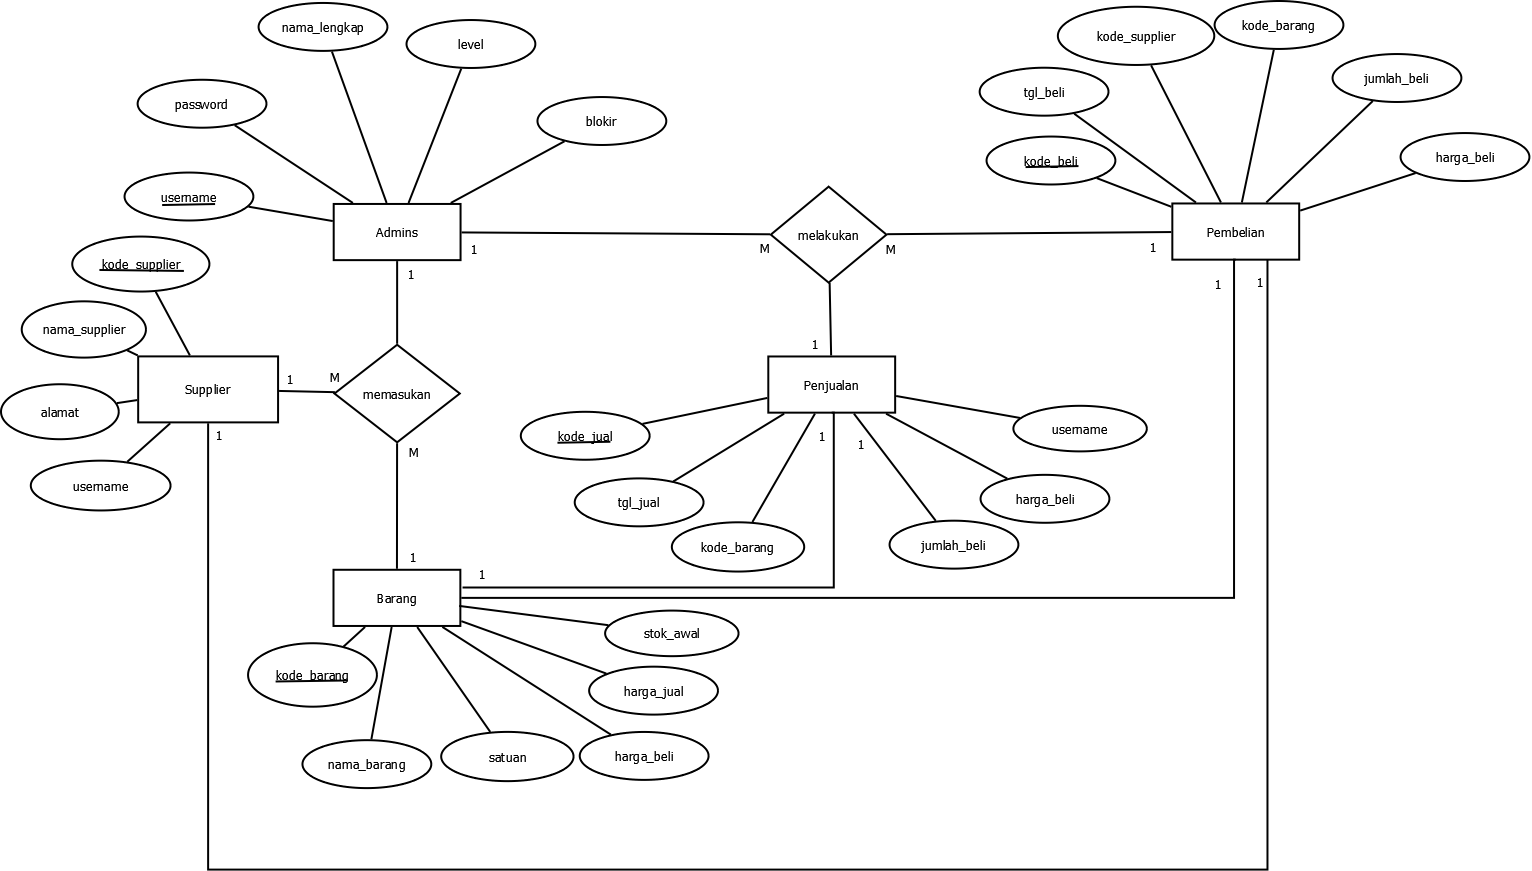 nama_lengkap
level
password
blokir
username
Admins
1
1
kode_supplier
kode_barang
tgl_beli
jumlah_beli
kode_beli
harga_beli
Pembelian
1
1
1
melakukan
M
M
kode_supplier
nama_supplier
alamat
username
Supplier
1
1
M
memasukan
M
1
Penjualan
1
1
1
kode_jual
tgl_jual
kode_barang
jumlah_beli
harga_beli
username
1
Barang
1
kode_barang
nama_barang
satuan
harga_beli
harga_jual
stok_awal